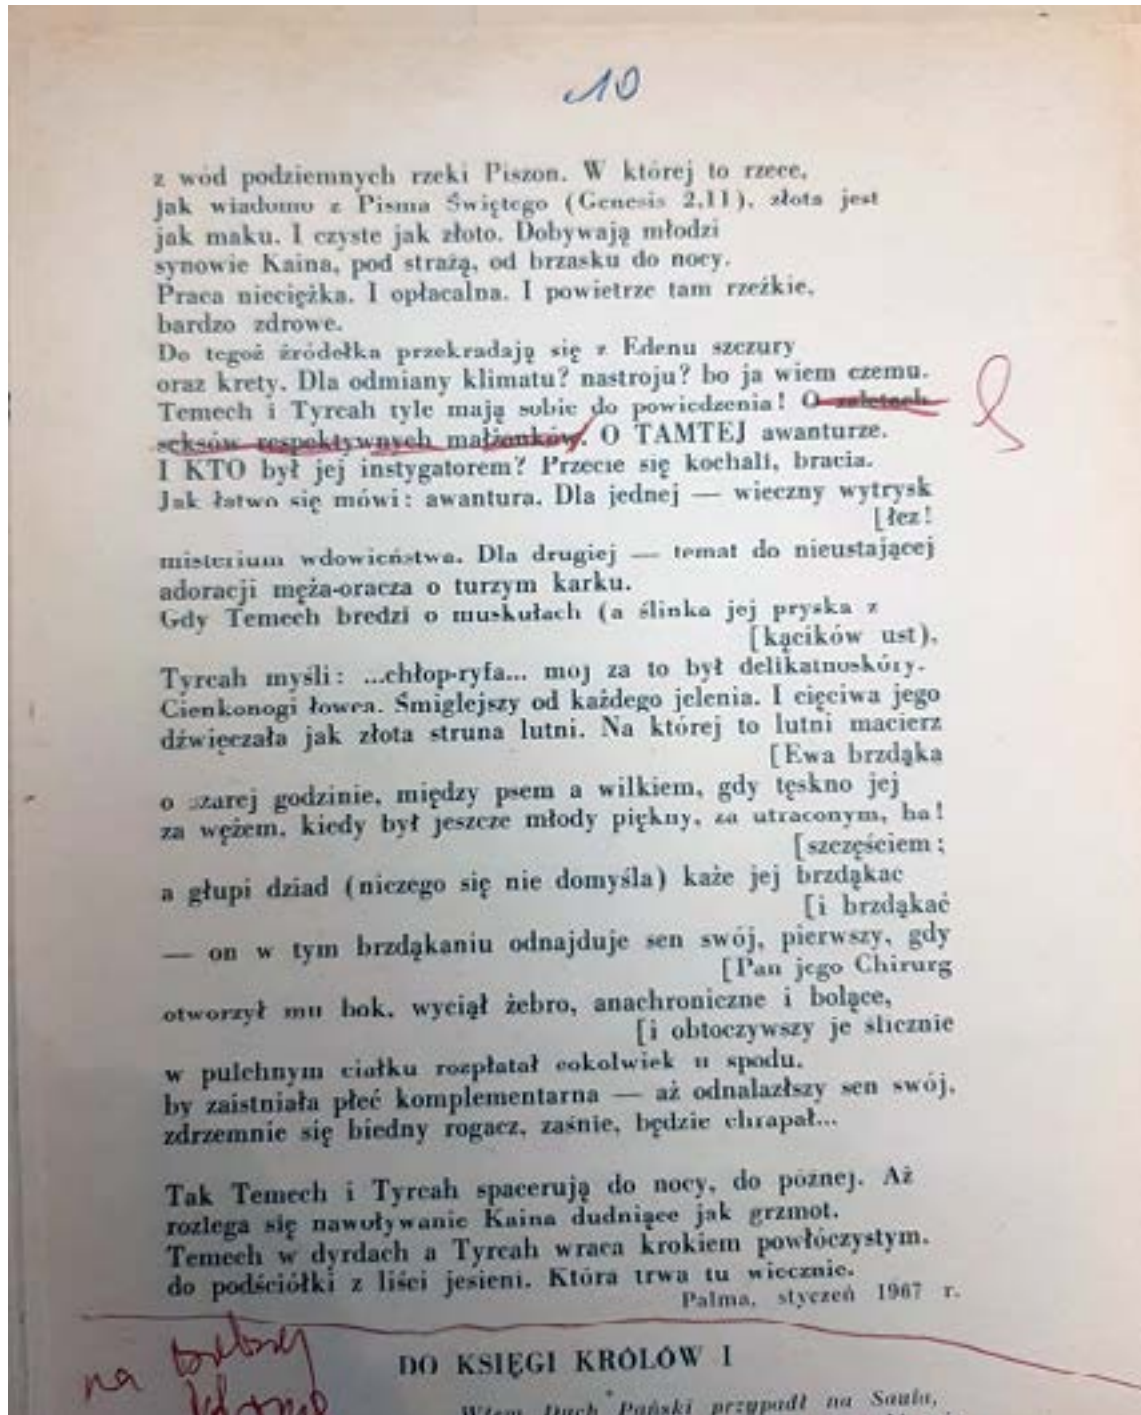 10
z wód podziemnych rzeki Piszon. W której to rzece,
jak wiadomo z Pisma Świętego (Genesis 2,11), złota jest
jak maku. I czyste jak złoto. Dobywają młodzi
synowie Kaina, pod strażą, od brzasku do nocy.
Praca nieciężka. I opłacalna. I powietrze tam rzeźkie,
bardzo zdrowe.
Do tegoż źródełka przekradają się z Edenu szczury
oraz krety. Dla odmiany klimatu? nastroju? bo ja wiem czemu.
Temech i Tyreah tyle mają sobie do powiedzenia! O zaletach
seksów respektywnych małżonków. O TAMTEJ awanturze.
I KTO był jej instygatorem? Przecie się kochali, bracia.
Jak łatwo się mówi: awantura. Dla jednej — wieczny wytrysk
[łez!
misterium wdowieństwa. Dla drugiej — temat do nieustającej
adoracji męża-oracza o turzym karku.
Gdy Temech bredzi o muskułach (a ślinka jej pryska z
[kącików ust),
Tyreah myśli: ...chłop-ryfa... moj za to był delikatnoskóry.
Cienkonogi łowca. Śmiglejszy od każdego jelenia. I cięciwa jego
dźwięczała jak złota struna lutni. Na której to lutni macierz
[Ewa brzdąka
o szarej godzinie, między psem a wilkiem, gdy tęskno jej
za wężem, kiedy był jeszcze młody piękny, za utraconym, ha!
[szczęściem;
a głupi dziad (niczego się nie domyśla) każe jej brzdąkac
[i brzdąkać
— on w tym brzdąkaniu odnajduje sen swój, pierwszy, gdy
[Pan jego Chirurg
otworzył mu bok, wyciął żebro, anachroniczne i bolące,
[i obtoczywszy je slicznie
w pulchnym ciałku rozpłatał cokolwiek u spodu,
by zaistniała płeć komplementarna — aż odnalazłszy sen swój,
zdrzemnie się biedny rogacz, zaśnie, będzie chrapał...
Tak Temech i Tyreah spacerują do nocy, do póznej. Aż
rozlega się nawoływanie Kaina dudniące jak grzmot.
Temech w dyrdach a Tyreah wraca krokiem powłóczystym.
do podściółki z liści jesieni. Która trwa tu wiecznie.
Palma, styczeń 1967 r.
na
DO KSIĘGI KRÓLÓW I
Wtem Duch Pański przypadł na Saula,